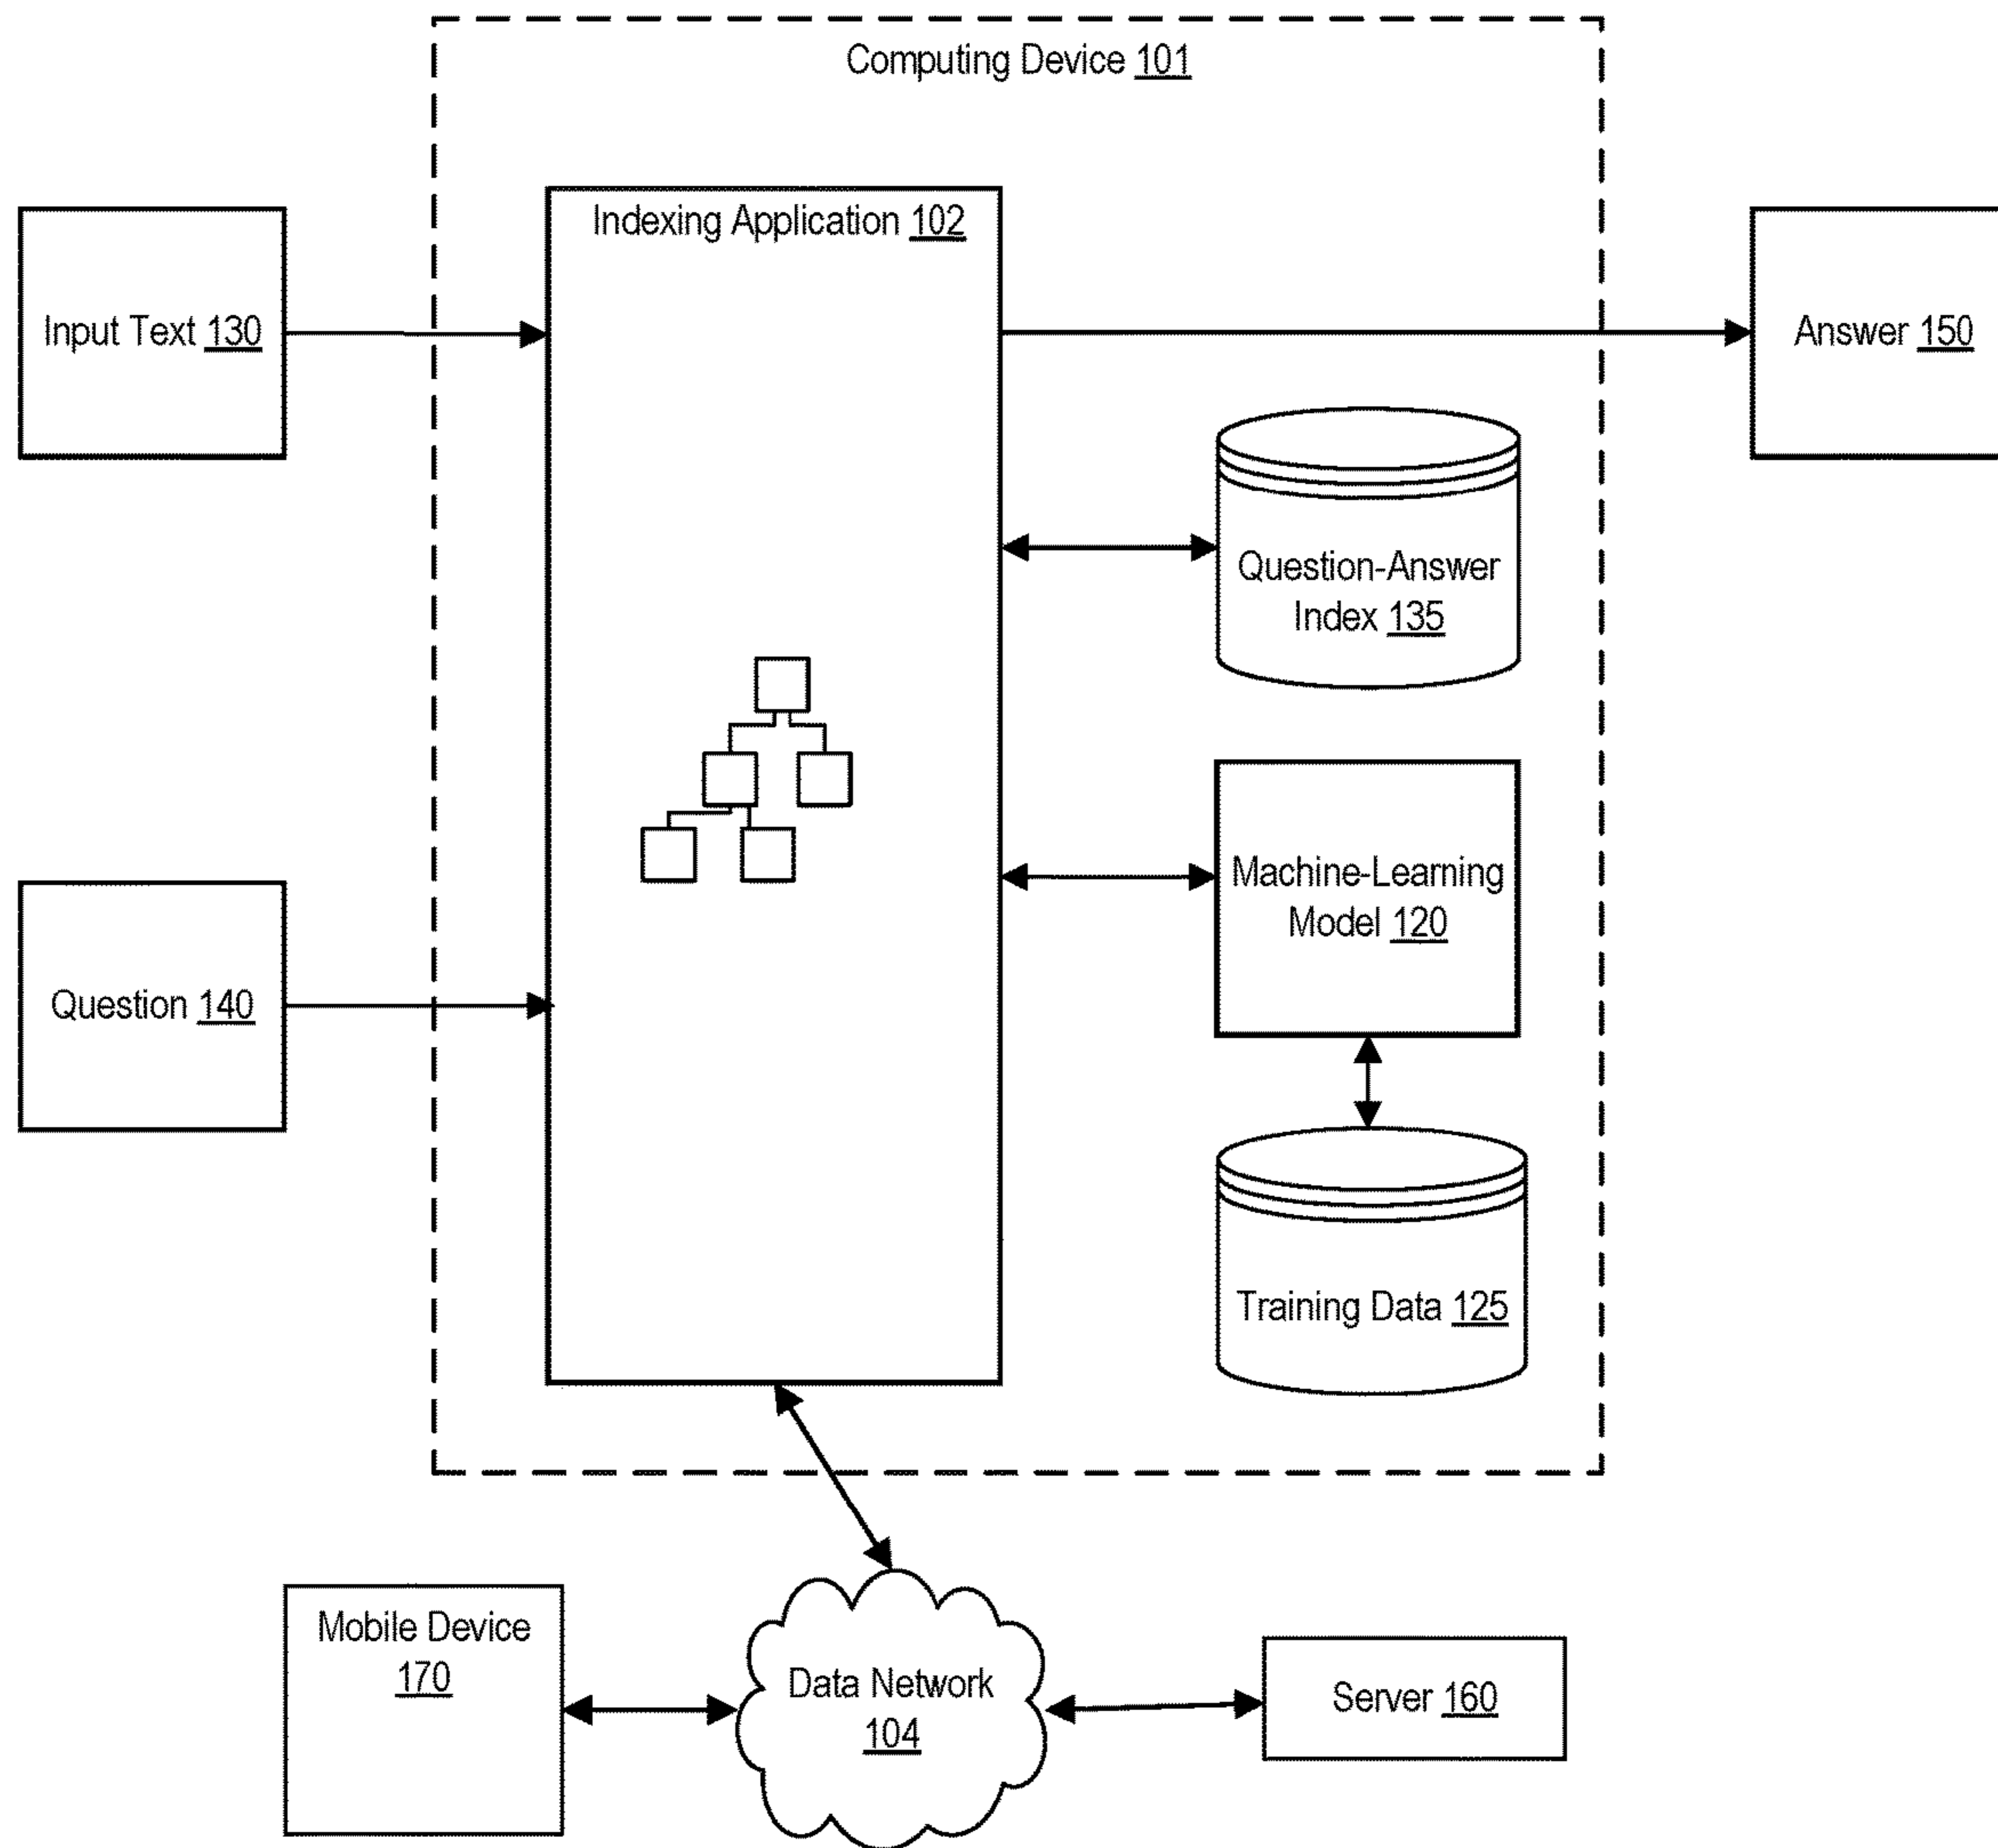 Computing Device 101
Indexing Application 102
Input Text 130
Answer 150
Question-Answer
Index 135
Machine-Learning
Model 120
Question 140
Training Data 125
Mobile Device
170
Data Network
104
Server 160